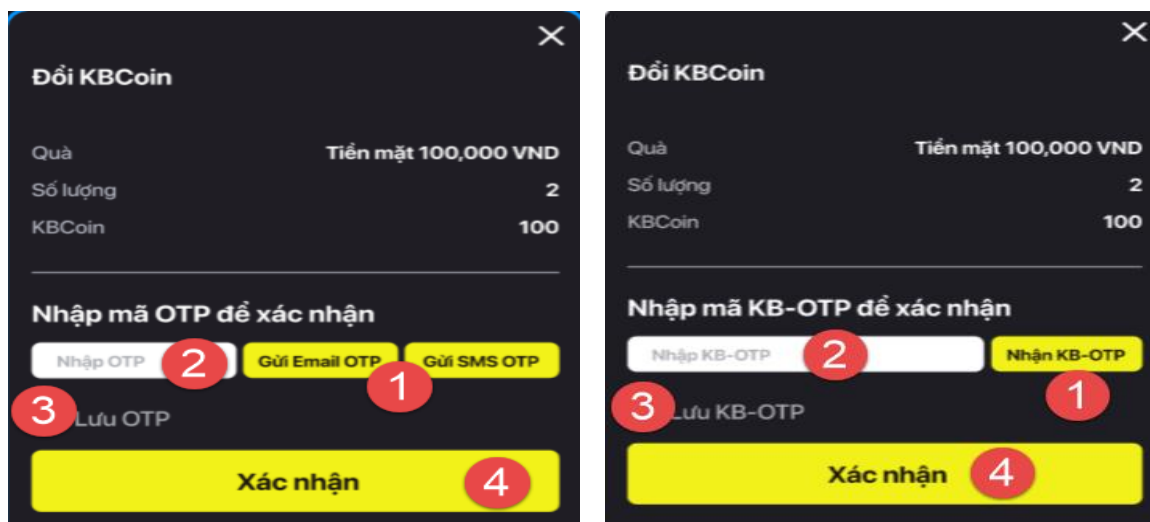 Đổi KBCoin
Quà Tiền mặt 100,000 VND
Số lượng 2
KBCoin 100
Nhập mã OTP để xác nhận
Nhập OTP 2 Gửi Email OTP 1 Gửi SMS OTP
3 Lưu OTP
Xác nhận 4
Đổi KBCoin
Quà Tiền mặt 100,000 VND
Số lượng 2
KBCoin 100
Nhập mã KB-OTP để xác nhận
Nhập KB-OTP 2 Nhận KB-OTP
1
3 Lưu KB-OTP
Xác nhận 4